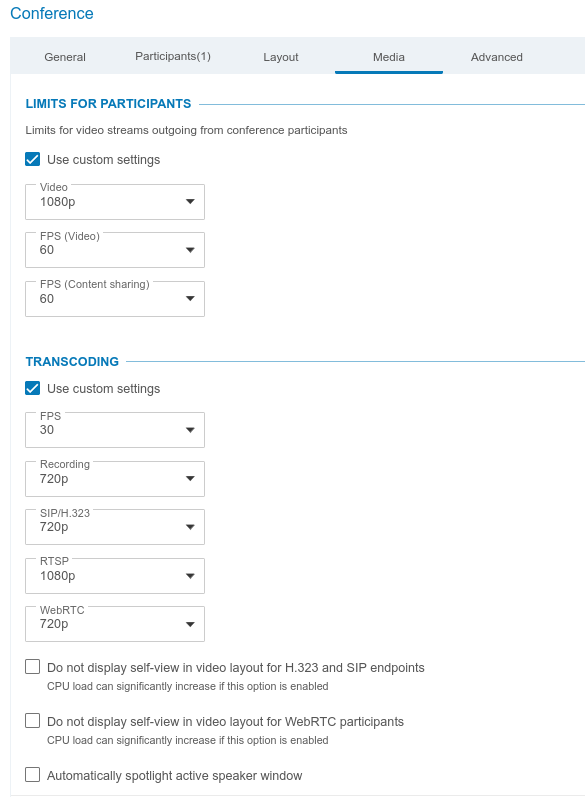 Conference
General Participants(1) Layout Media Advanced
LIMITS FOR PARTICIPANTS
Limits for video streams outgoing from conference participants
Use custom settings
Video
1080p
FPS (Video)
60
FPS (Content sharing)
60
TRANSCODING
Use custom settings
FPS
30
Recording
720p
SIP/H.323
720p
RTSP
1080p
WebRTC
720p
Do not display self-view in video layout for H.323 and SIP endpoints
CPU load can significantly increase if this option is enabled
Do not display self-view in video layout for WebRTC participants
CPU load can significantly increase if this option is enabled
Automatically spotlight active speaker window